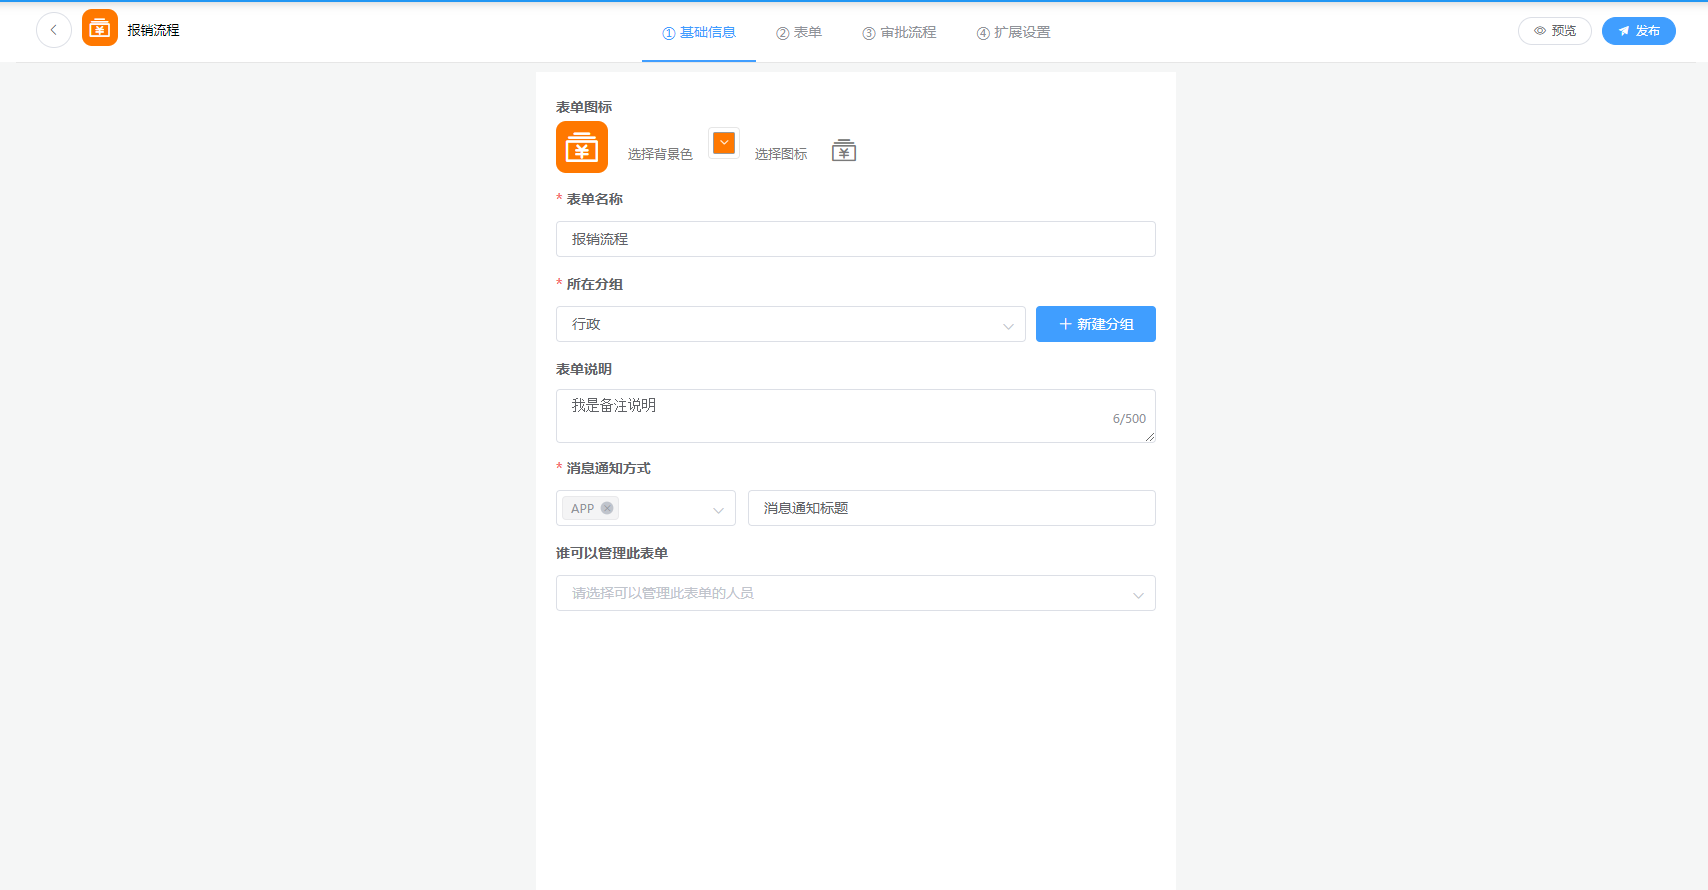 报销流程
① 基础信息 ② 表单 ③ 审批流程 ④ 扩展设置
预览 发布
表单图标
选择背景色 选择图标
* 表单名称
报销流程
* 所在分组
行政
新建分组
表单说明
我是备注说明
6/500
* 消息通知方式
APP 消息通知标题
谁可以管理此表单
请选择可以管理此表单的人员